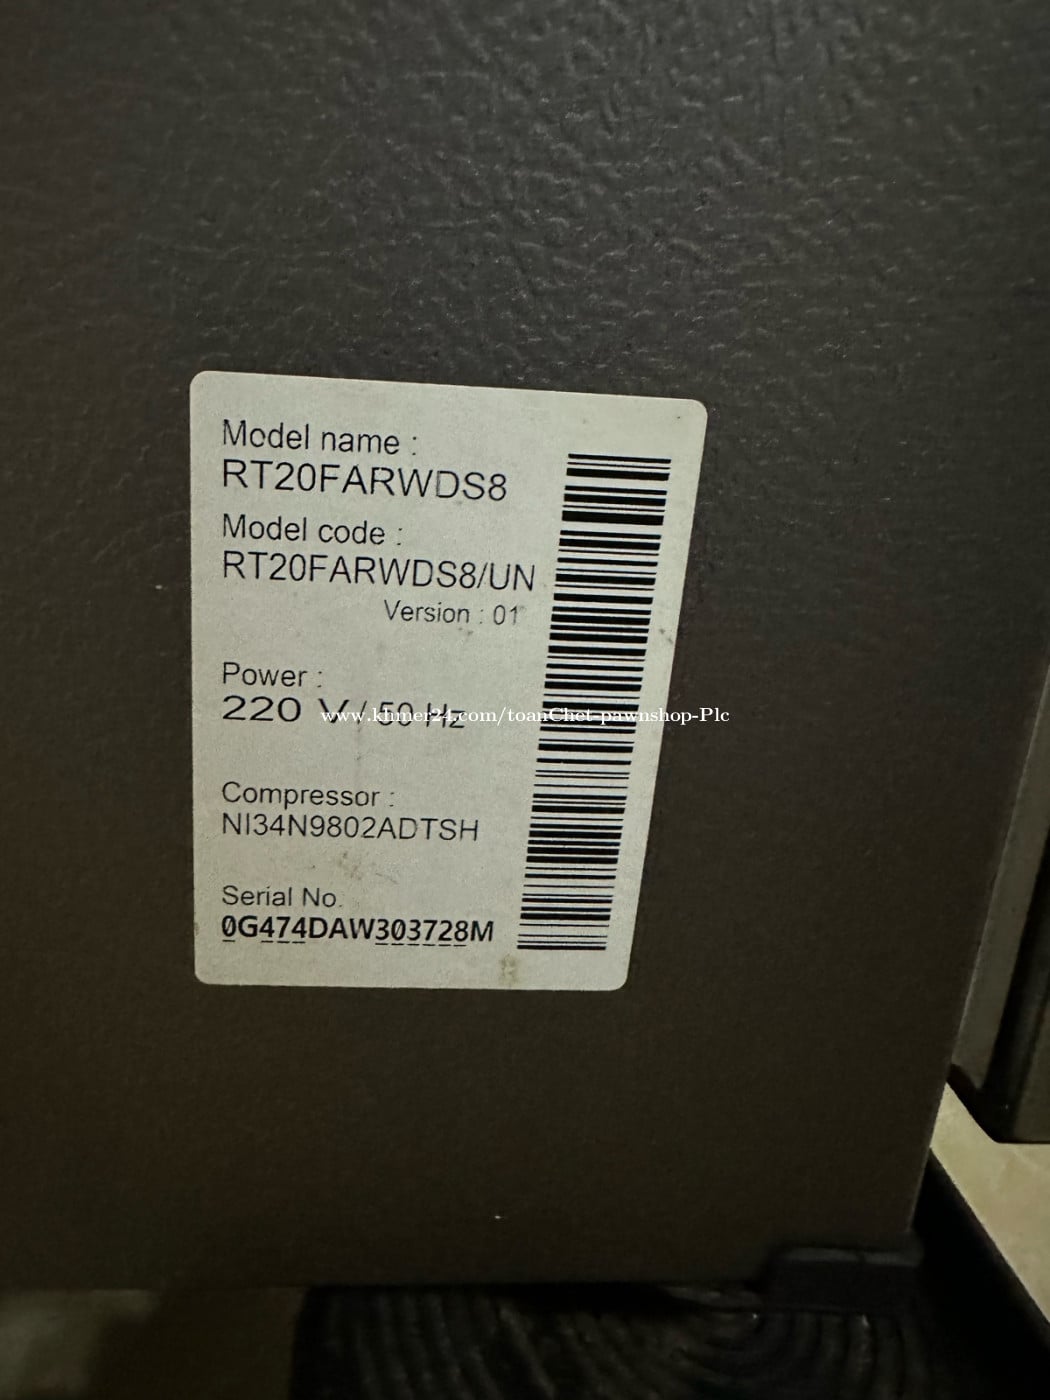 Model name :
RT20FARWDS8
Model code :
RT20FARWDS8/UN
Version : 01
Power :
220 V / 50 Hz
www.khmer24.com/toanChet-pawnshop-Plc
Compressor :
NI34N9802ADTSH
Serial No.
0G474DAW303728M